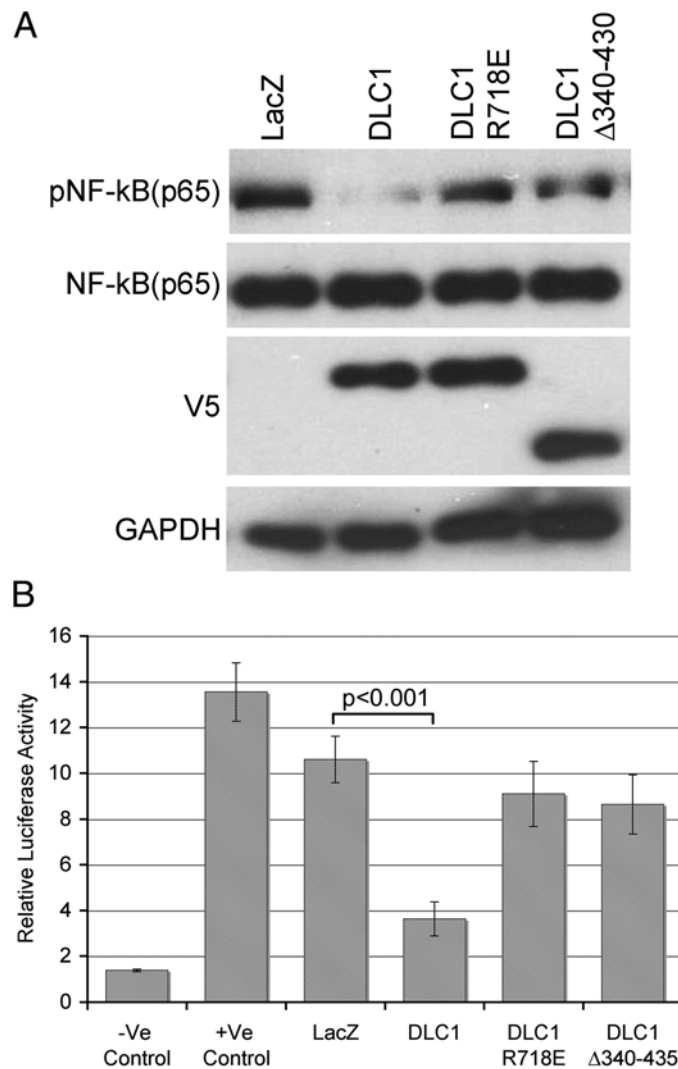 A
LacZ
DLC1
DLC1
R718E
DLC1
Δ340-430
pNF-kB(p65)
NF-kB(p65)
V5
GAPDH
B
Relative Luciferase Activity
16
14
12
10
8
6
4
2
0
p<0.001
-Ve
Control
+Ve
Control
LacZ
DLC1
DLC1
R718E
DLC1
Δ340-435